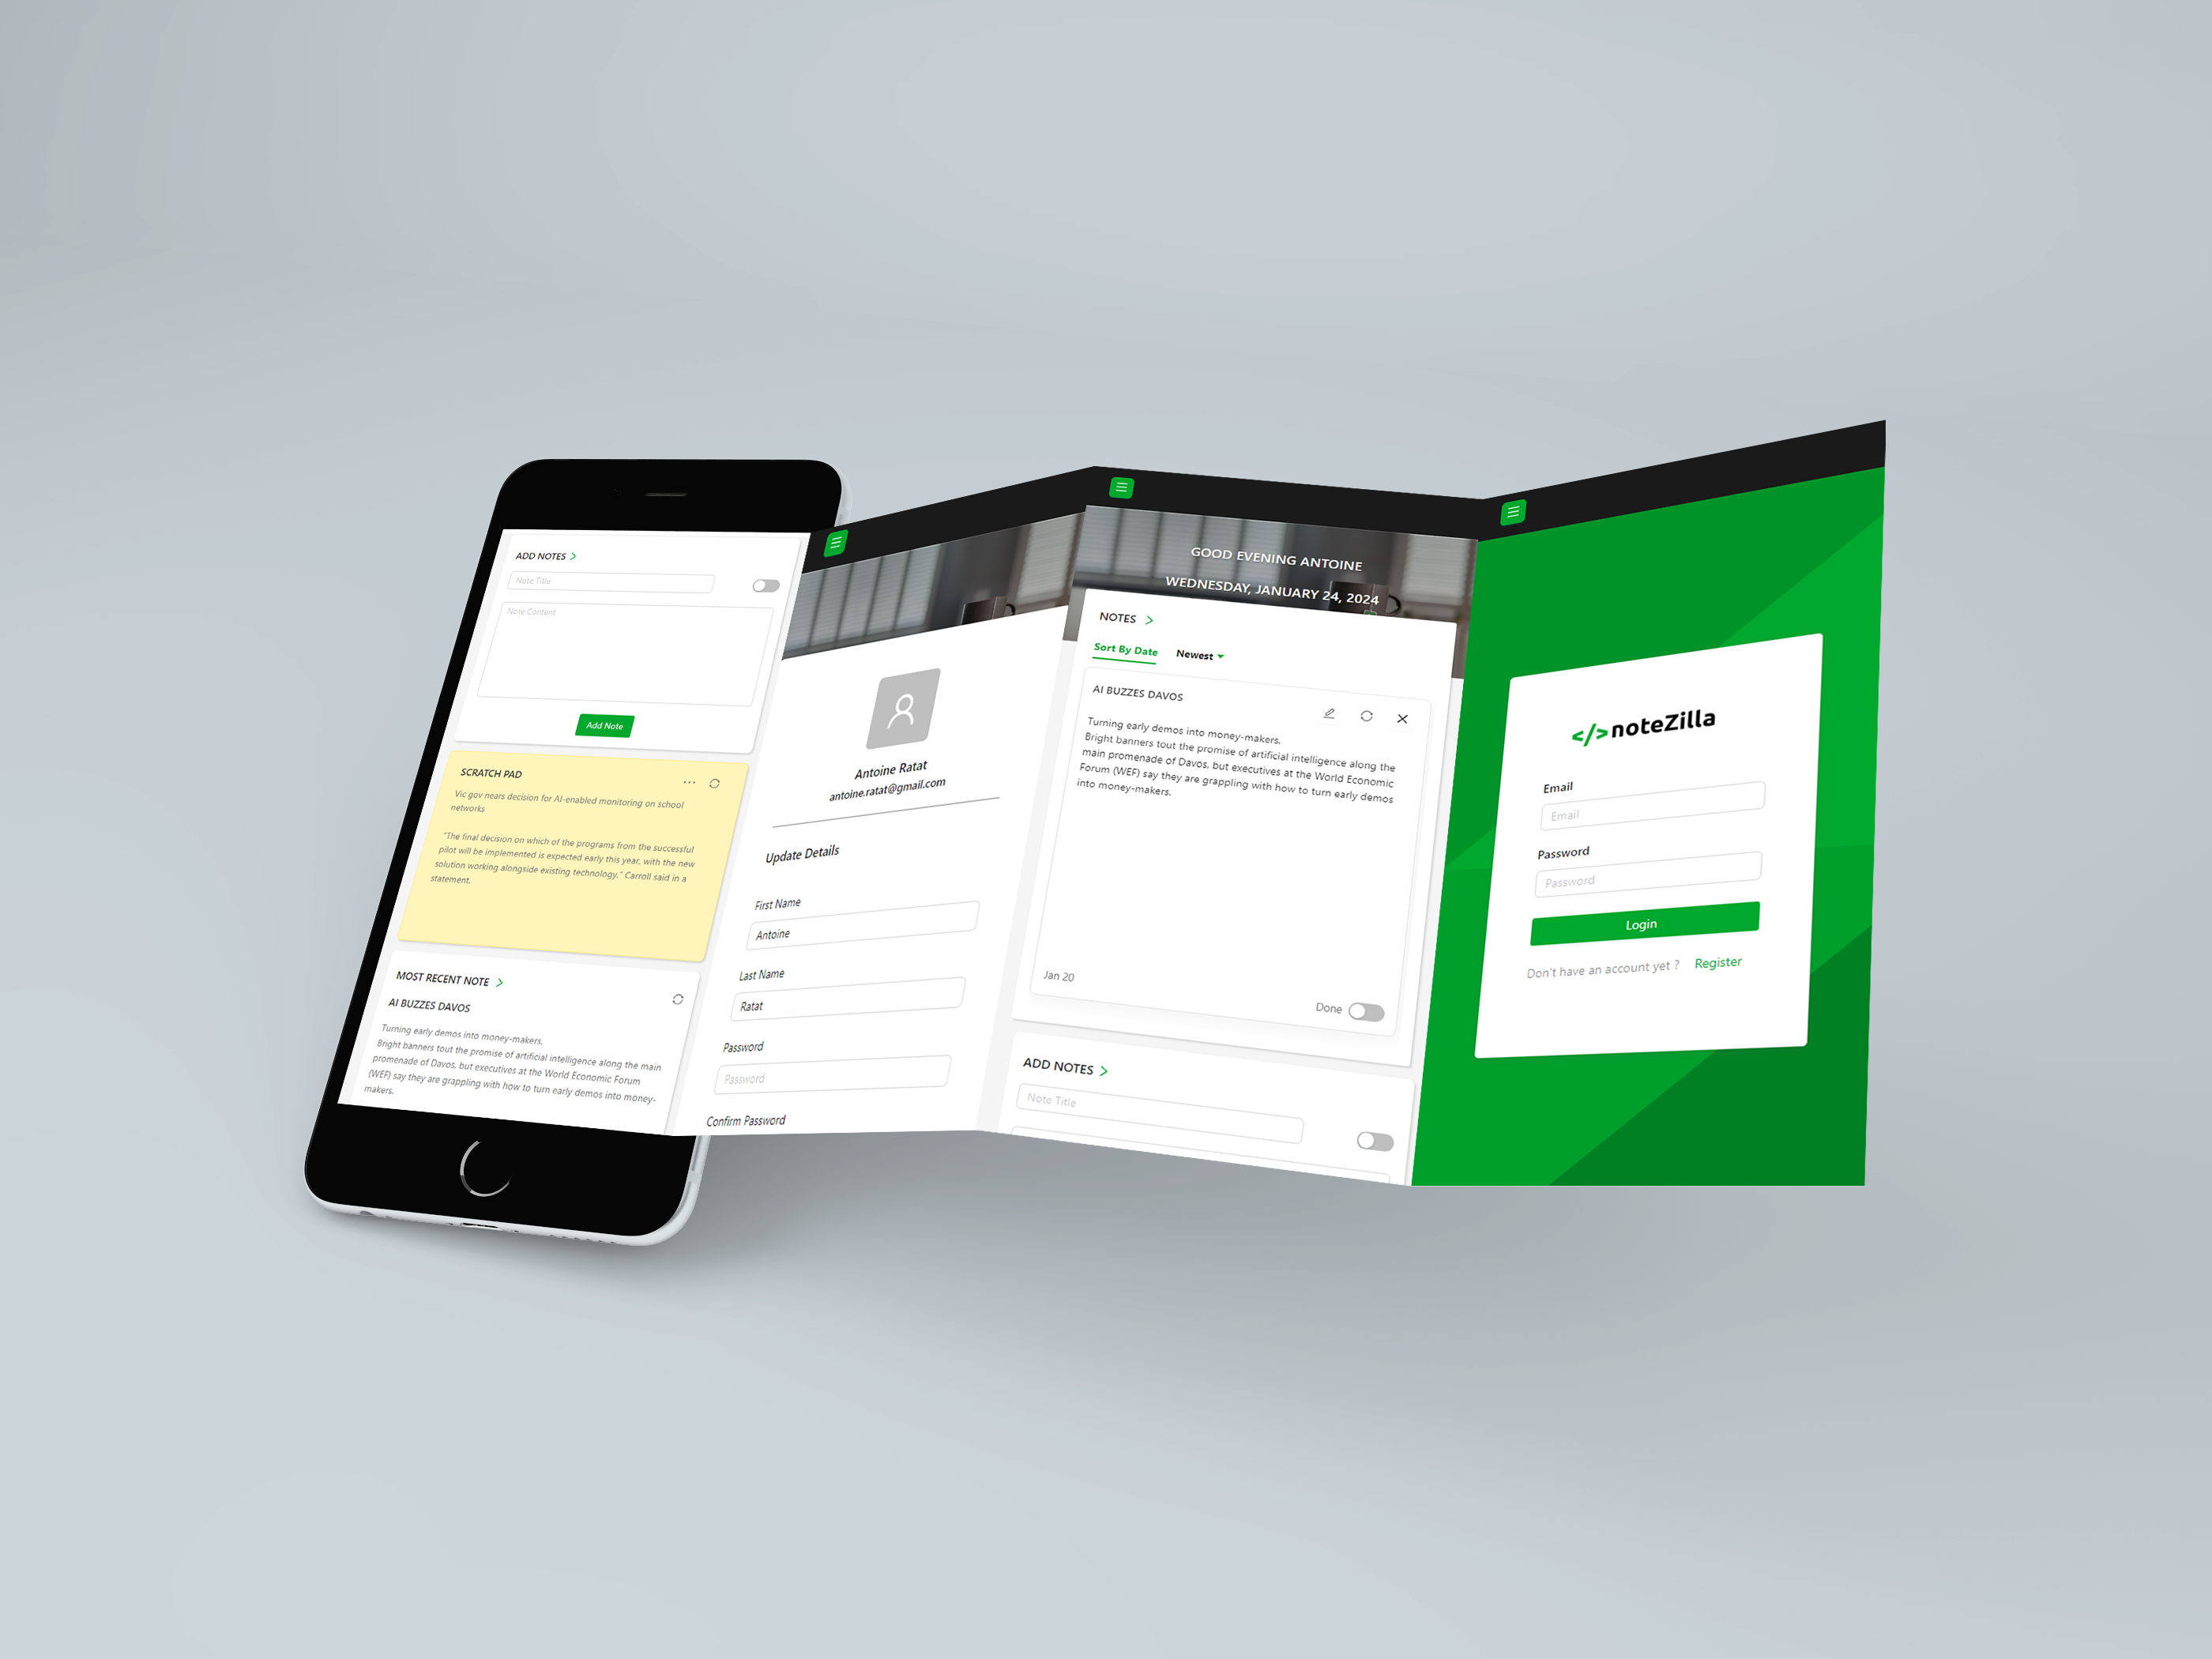 ADD NOTES >
Note Title
Note Content
Add Note
SCRATCH PAD
Vic gov nears decision for AI-enabled monitoring on school
networks
"The final decision on which of the programs from the successful
pilot will be implemented is expected early this year, with the new
solution working alongside existing technology," Carroll said in a
statement.
MOST RECENT NOTE >
AI BUZZES DAVOS
Turning early demos into money-makers.
Bright banners tout the promise of artificial intelligence along the main
promenade of Davos, but executives at the World Economic Forum
(WEF) say they are grappling with how to turn early demos into money-
makers.
Antoine Ratat
antoine.ratat@gmail.com
Update Details
First Name
Antoine
Last Name
Ratat
Password
Password
Confirm Password
GOOD EVENING ANTOINE
WEDNESDAY, JANUARY 24, 2024
NOTES >
Sort By Date Newest
AI BUZZES DAVOS
Turning early demos into money-makers.
Bright banners tout the promise of artificial intelligence along the
main promenade of Davos, but executives at the World Economic
Forum (WEF) say they are grappling with how to turn early demos
into money-makers.
Jan 20
Done
ADD NOTES >
Note Title
</>noteZilla
Email
Email
Password
Password
Login
Don't have an account yet ? Register